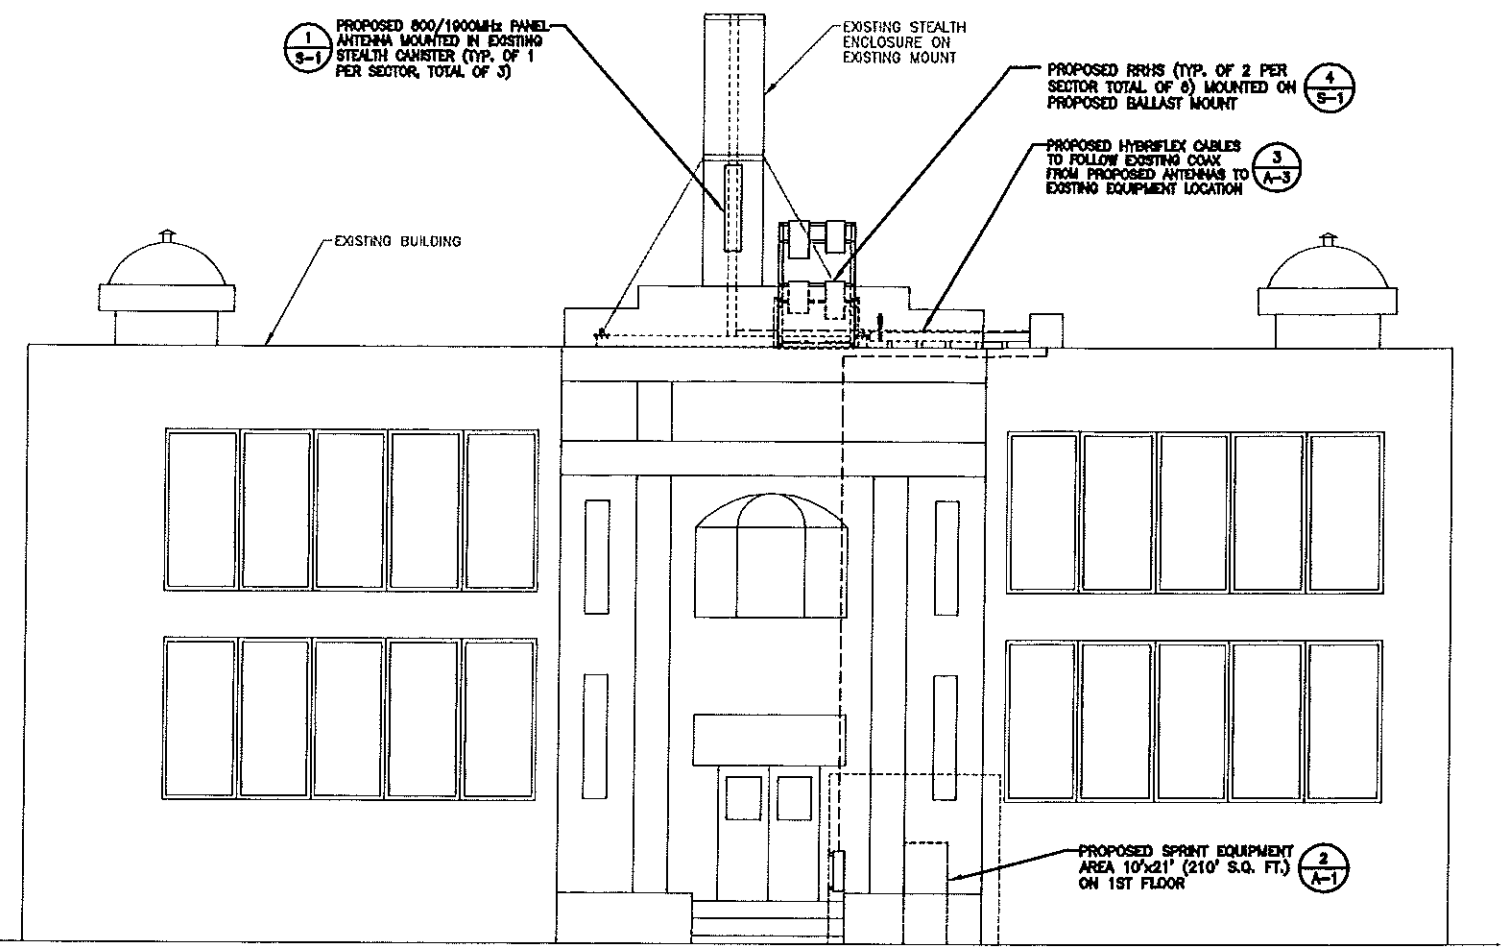 1
S-1
PROPOSED 800/1900MHz PANEL
ANTENNA MOUNTED IN EXISTING
STEALTH CANISTER (TYP. OF 1
PER SECTOR, TOTAL OF 3)
EXISTING STEALTH
ENCLOSURE ON
EXISTING MOUNT
PROPOSED RRHS (TYP. OF 2 PER
SECTOR TOTAL OF 6) MOUNTED ON
PROPOSED BALLAST MOUNT
4
S-1
PROPOSED HYBRIFLEX CABLES
TO FOLLOW EXISTING COAX
FROM PROPOSED ANTENNAS TO
EXISTING EQUIPMENT LOCATION
3
A-3
EXISTING BUILDING
PROPOSED SPRINT EQUIPMENT
AREA 10'x21' (210' S.Q. FT.)
ON 1ST FLOOR
2
A-1